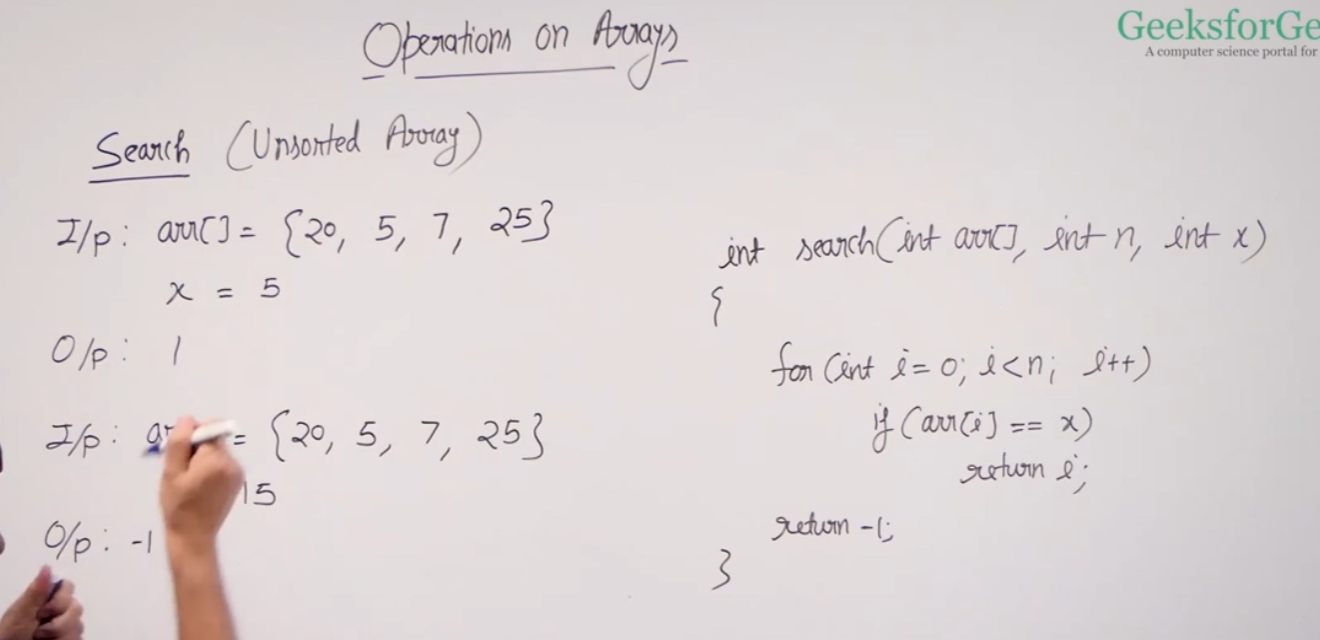 Operations on Arrays
GeeksforGe
A computer science portal for
Search (Unsorted Array)
I/p: arr[] = {20, 5, 7, 25}
x = 5
O/p: 1
I/p: = {20, 5, 7, 25}
15
O/p: -1
int search(int arr[], int n, int x)
{
for (int i = 0; i < n; i++)
if (arr[i] == x)
return i;
return -1;
}